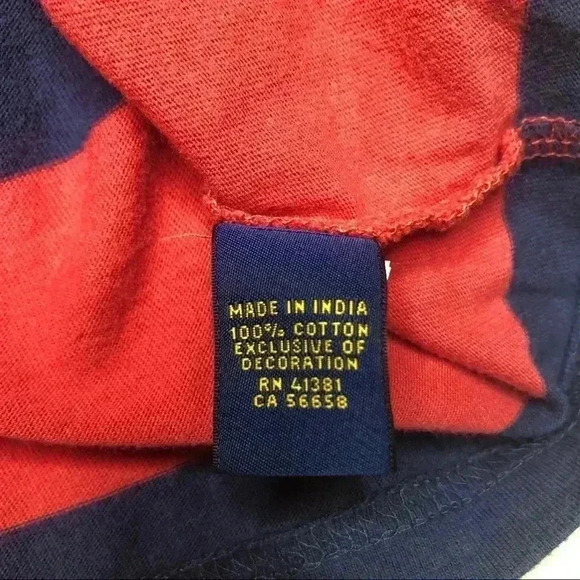 MADE IN INDIA
100% COTTON
EXCLUSIVE OF
DECORATION
RN 41381
CA 56658